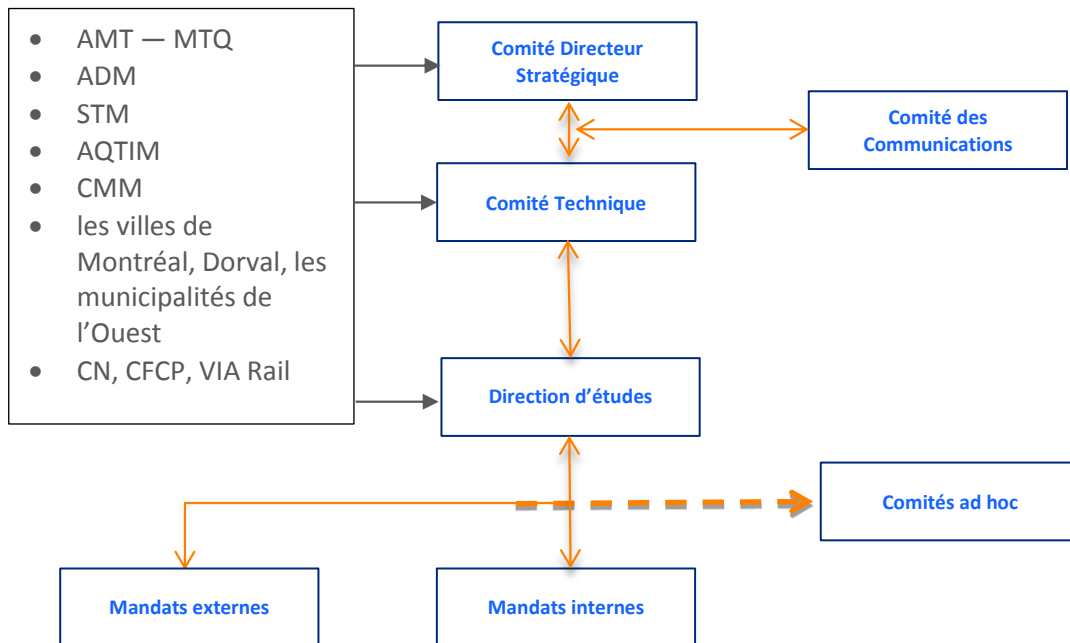 • AMT — MTQ
• ADM
• STM
• AQTIM
• CMM
• les villes de
Montréal, Dorval, les
municipalités de
l’Ouest
• CN, CFCP, VIA Rail
Comité Directeur
Stratégique
Comité des
Communications
Comité Technique
Direction d’études
Comités ad hoc
Mandats externes
Mandats internes